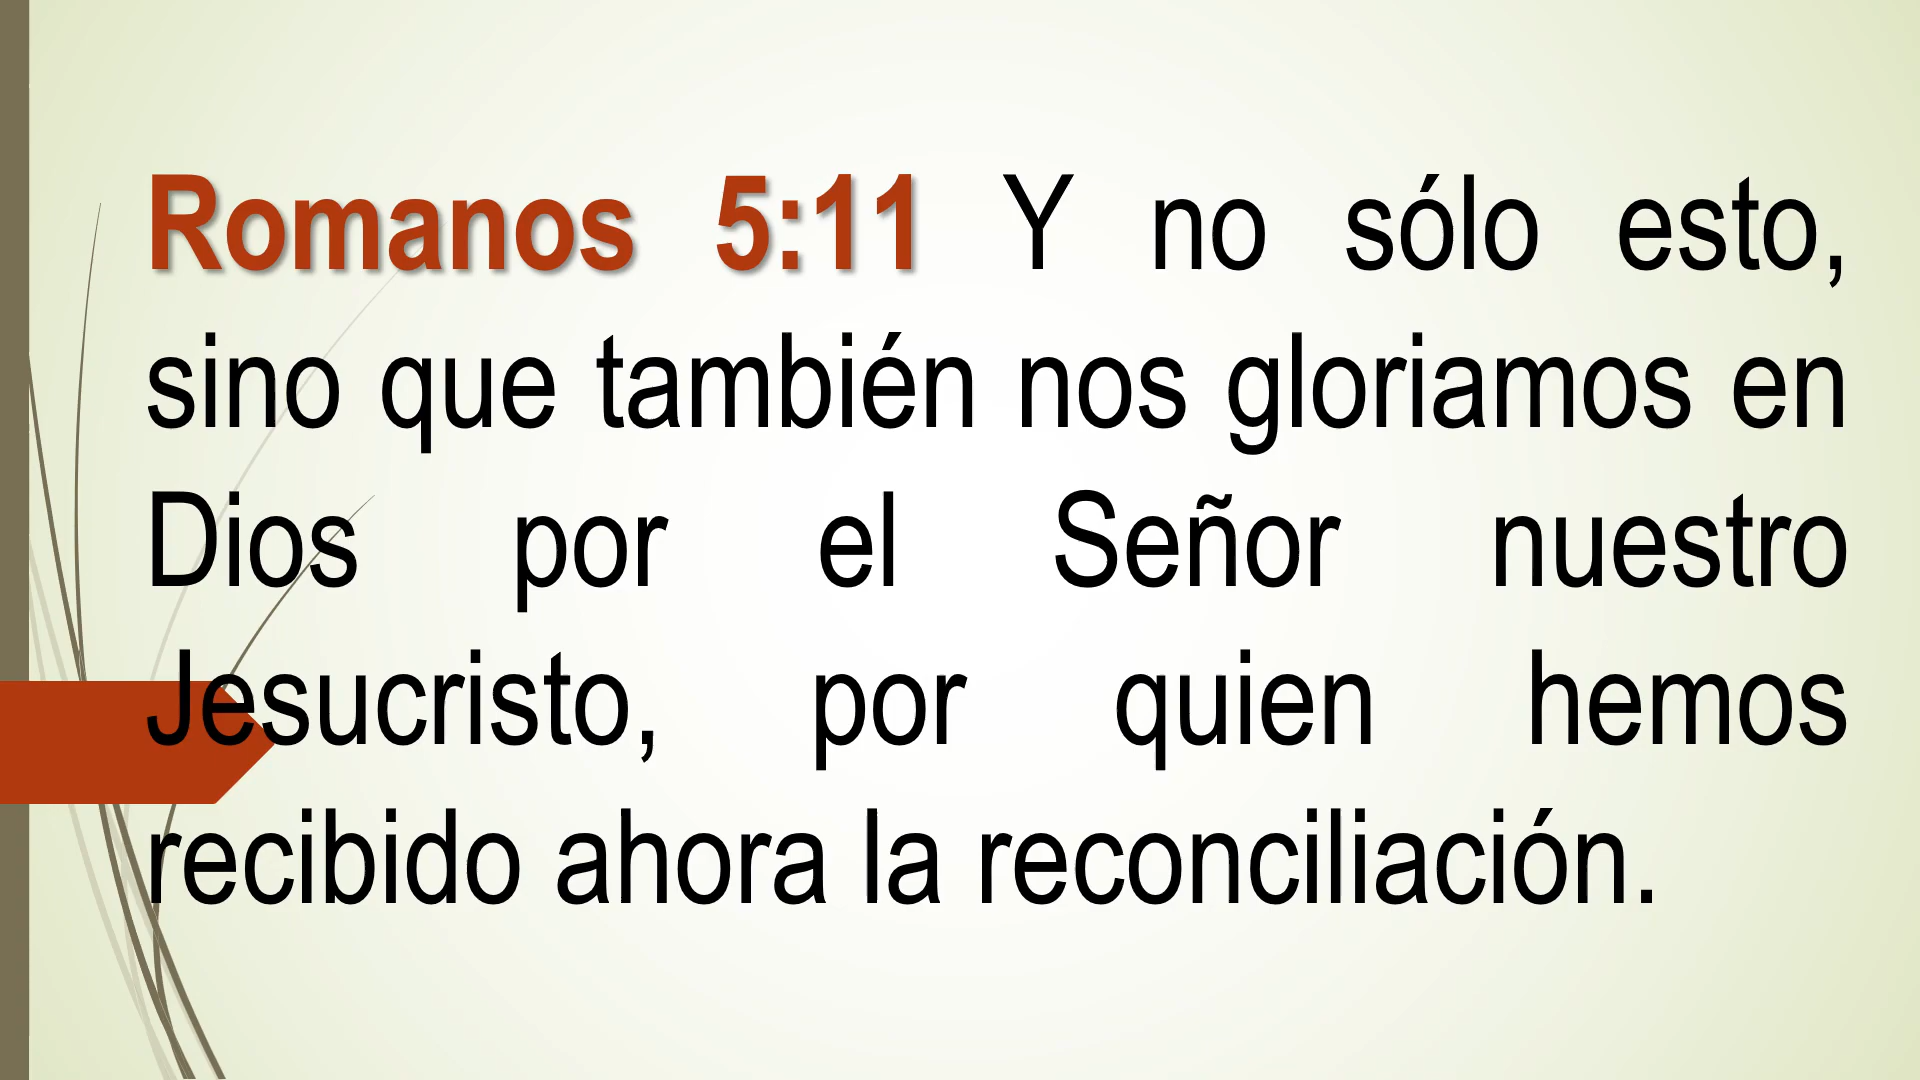 Romanos 5:11 Y no sólo esto,
sino que también nos gloriamos en
Dios por el Señor nuestro
Jesucristo, por quien hemos
recibido ahora la reconciliación.